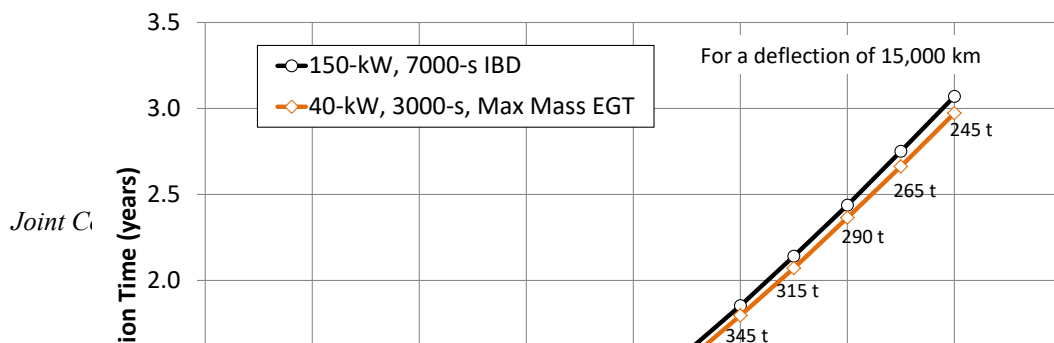 3.5
For a deflection of 15,000 km
150-kW, 7000-s IBD
40-kW, 3000-s, Max Mass EGT
3.0
245 t
265 t
2.5
290 t
Joint C
ion Time (years)
2.0
315 t
345 t